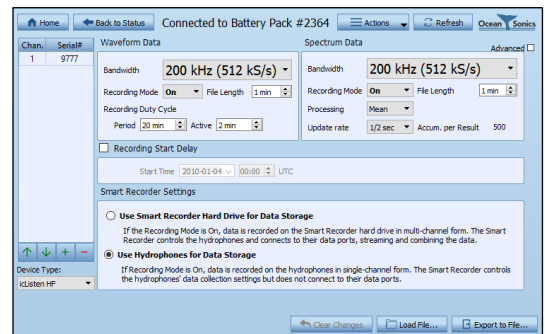 Home
Back to Status
Connected to Battery Pack #2364
Actions
Refresh
Ocean Sonics
Chan. Serial#
1 9777
Waveform Data
Bandwidth 200 kHz (512 kS/s)
Recording Mode On File Length 1 min
Recording Duty Cycle
Period 20 min Active 2 min
Spectrum Data
Advanced
Bandwidth 200 kHz (512 kS/s)
Recording Mode On File Length 1 min
Processing Mean
Update rate 1/2 sec Accum. per Result 500
Recording Start Delay
Start Time 2010-01-04 00:00 UTC
Smart Recorder Settings
Use Smart Recorder Hard Drive for Data Storage
If the Recording Mode is On, data is recorded on the Smart Recorder hard drive in multi-channel form. The Smart
Recorder controls the hydrophones and connects to their data ports, streaming and combining the data.
Use Hydrophones for Data Storage
If Recording Mode is On, data is recorded on the hydrophones in single-channel form. The Smart Recorder controls
the hydrophones' data collection settings but does not connect to their data ports.
Device Type:
icListen HF
Clear Changes
Load File...
Export to File...